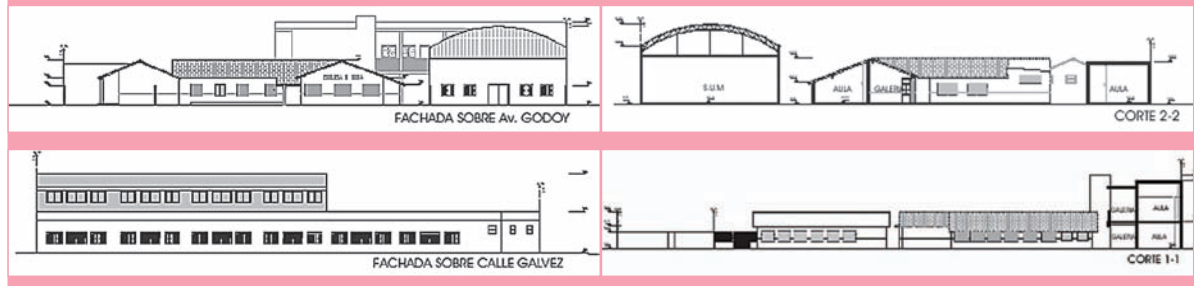 FACHADA SOBRE Av. GODOY
S.U.M
AULA
GALERIA
AULA
CORTE 2-2
FACHADA SOBRE CALLE GALVEZ
GALERIA
AULA
GALERIA
AULA
CORTE 1-1